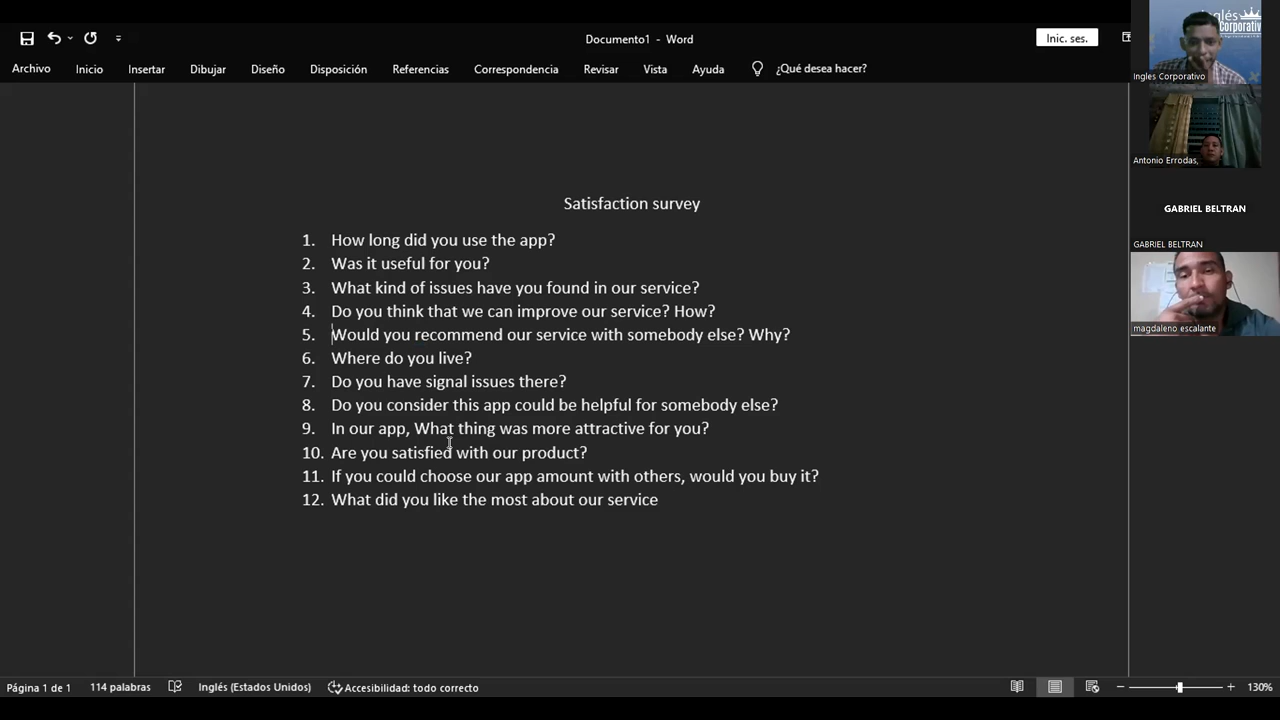 Documento1 - Word
Inic. ses.
Archivo Inicio Insertar Dibujar Diseño Disposición Referencias Correspondencia Revisar Vista Ayuda ¿Qué desea hacer?
Satisfaction survey
1. How long did you use the app?
2. Was it useful for you?
3. What kind of issues have you found in our service?
4. Do you think that we can improve our service? How?
5. Would you recommend our service with somebody else? Why?
6. Where do you live?
7. Do you have signal issues there?
8. Do you consider this app could be helpful for somebody else?
9. In our app, What thing was more attractive for you?
10. Are you satisfied with our product?
11. If you could choose our app amount with others, would you buy it?
12. What did you like the most about our service
Página 1 de 1 114 palabras Inglés (Estados Unidos) Accesibilidad: todo correcto 130%
Inglés
Corporativo
Ingles Corporativo
Antonio Errodas,
GABRIEL BELTRAN
GABRIEL BELTRAN
magdaleno escalante